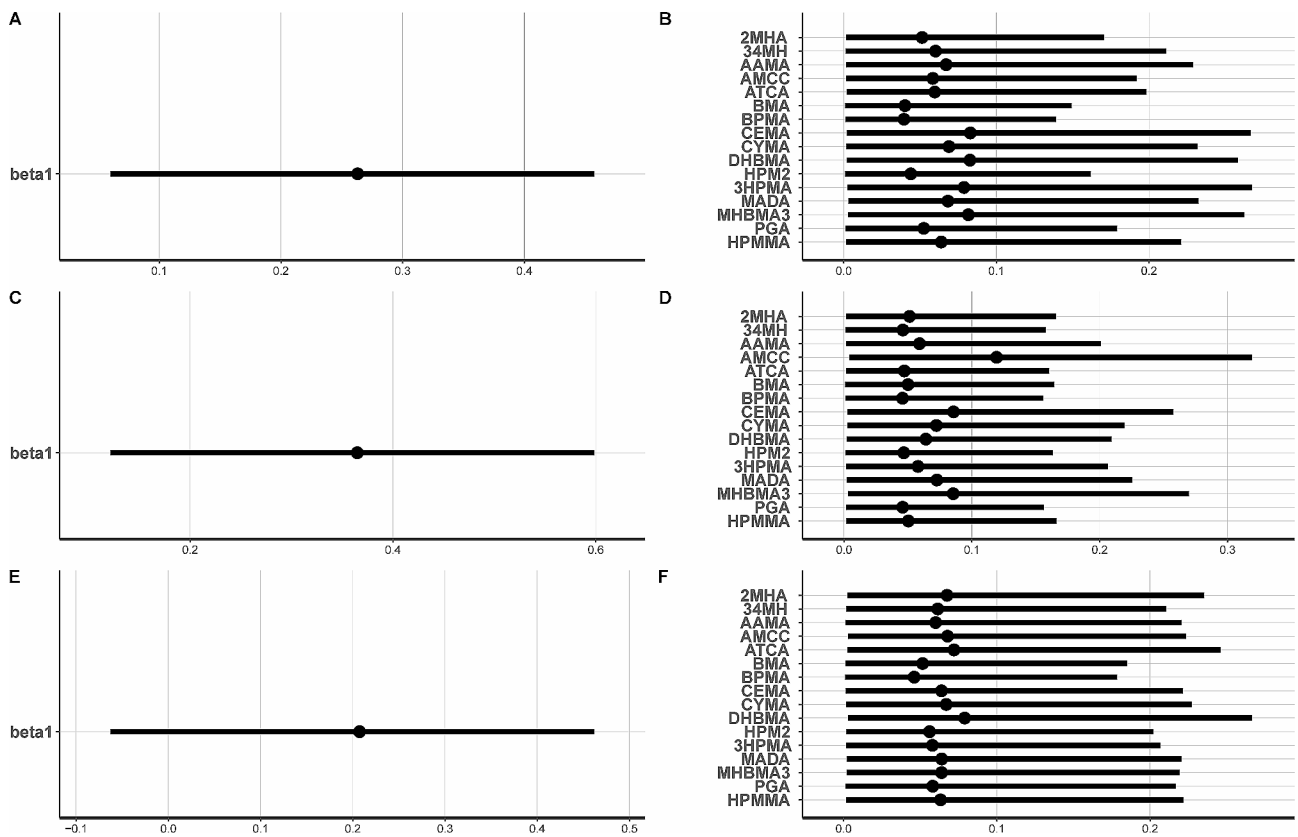 A
beta1
0.1 0.2 0.3 0.4
B
2MHA
34MH
AAMA
AMCC
ATCA
BMA
BPMA
CEMA
CYMA
DHBMA
HPM2
3HPMA
MADA
MHBMA3
PGA
HPMMA
0.0 0.1 0.2
C
beta1
0.2 0.4 0.6
D
2MHA
34MH
AAMA
AMCC
ATCA
BMA
BPMA
CEMA
CYMA
DHBMA
HPM2
3HPMA
MADA
MHBMA3
PGA
HPMMA
0.0 0.1 0.2 0.3
E
beta1
−0.1 0.0 0.1 0.2 0.3 0.4 0.5
F
2MHA
34MH
AAMA
AMCC
ATCA
BMA
BPMA
CEMA
CYMA
DHBMA
HPM2
3HPMA
MADA
MHBMA3
PGA
HPMMA
0.0 0.1 0.2